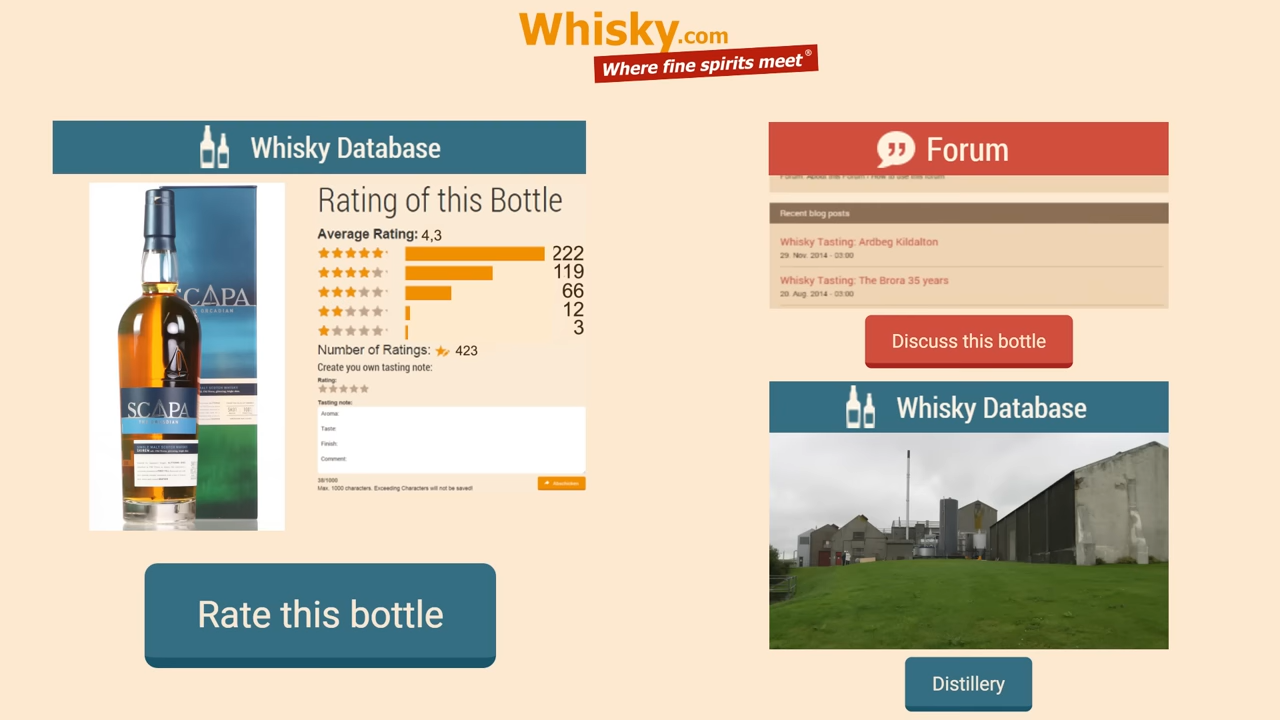 Whisky.com
Where fine spirits meet®
Whisky Database
SCAPA
SCAPA
Rating of this Bottle
Average Rating: 4,3
222
119
66
12
3
Number of Ratings: 423
Create you own tasting note:
Rating:
Tasting note:
Aroma:
Taste:
Finish:
Comment:
38/1000
Max. 1000 characters. Exceeding Characters will not be saved!
Rate this bottle
Forum
Recent blog posts
Whisky Tasting: Ardbeg Kildalton
29. Nov. 2014 - 03:00
Whisky Tasting: The Brora 35 years
20. Aug. 2014 - 03:00
Discuss this bottle
Whisky Database
Distillery